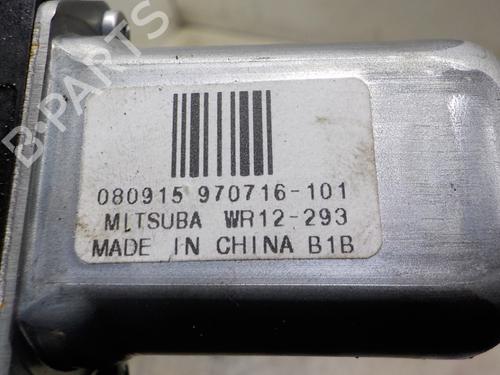 B-PARTS
080915 970716-101
MITSUBA WR12-293
MADE IN CHINA B1B